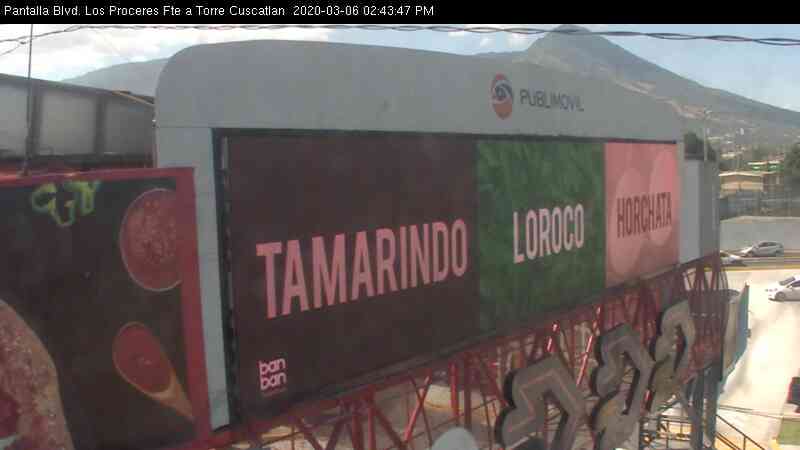 Pantalla Blvd. Los Proceres Fte a Torre Cuscatlan 2020-03-06 02:43:47 PM
PUBLIMOVIL
TAMARINDO
LOROCO
HORCHATA
ban
ban